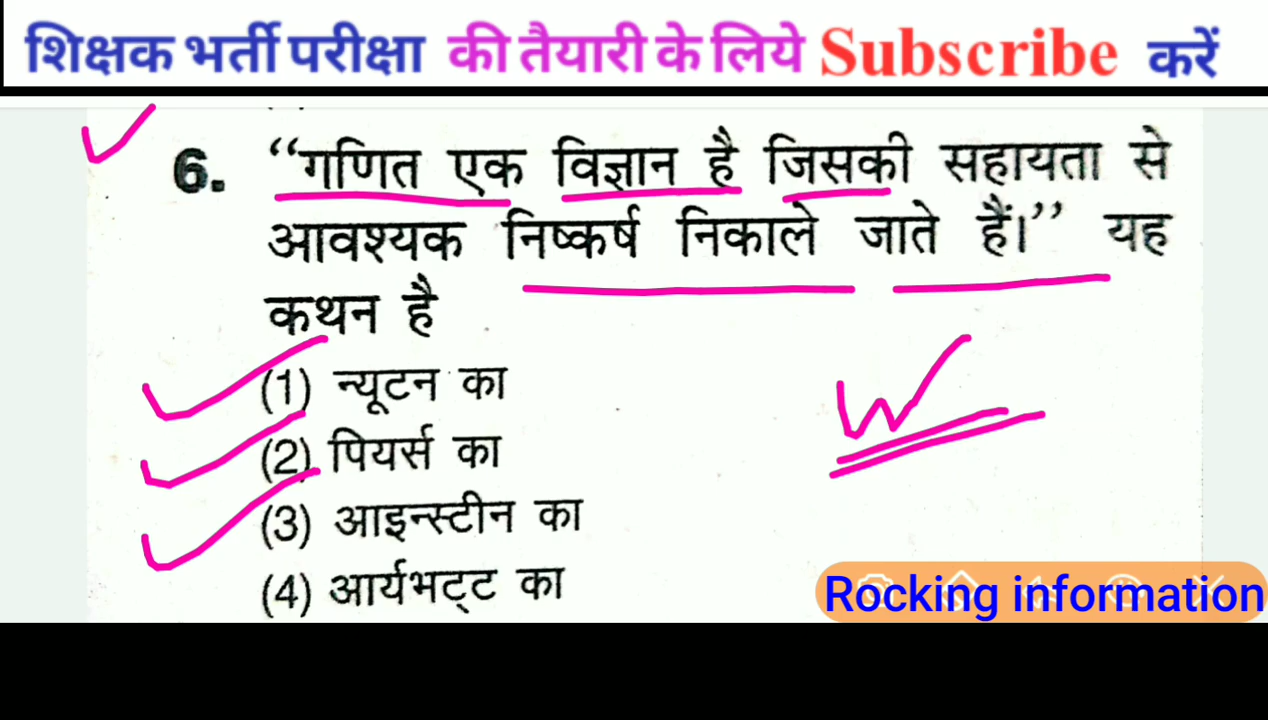 शिक्षक भर्ती परीक्षा की तैयारी के लिये Subscribe करें
6. “गणित एक विज्ञान है जिसकी सहायता से
आवश्यक निष्कर्ष निकाले जाते हैं।” यह
कथन है
(1) न्यूटन का
(2) पियर्स का
(3) आइन्स्टीन का
(4) आर्यभट्ट का
Rocking information